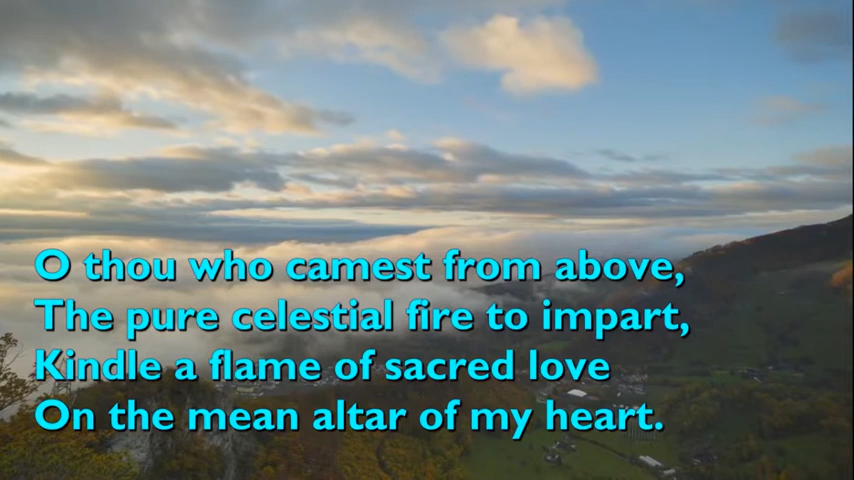 O thou who camest from above,
The pure celestial fire to impart,
Kindle a flame of sacred love
On the mean altar of my heart.